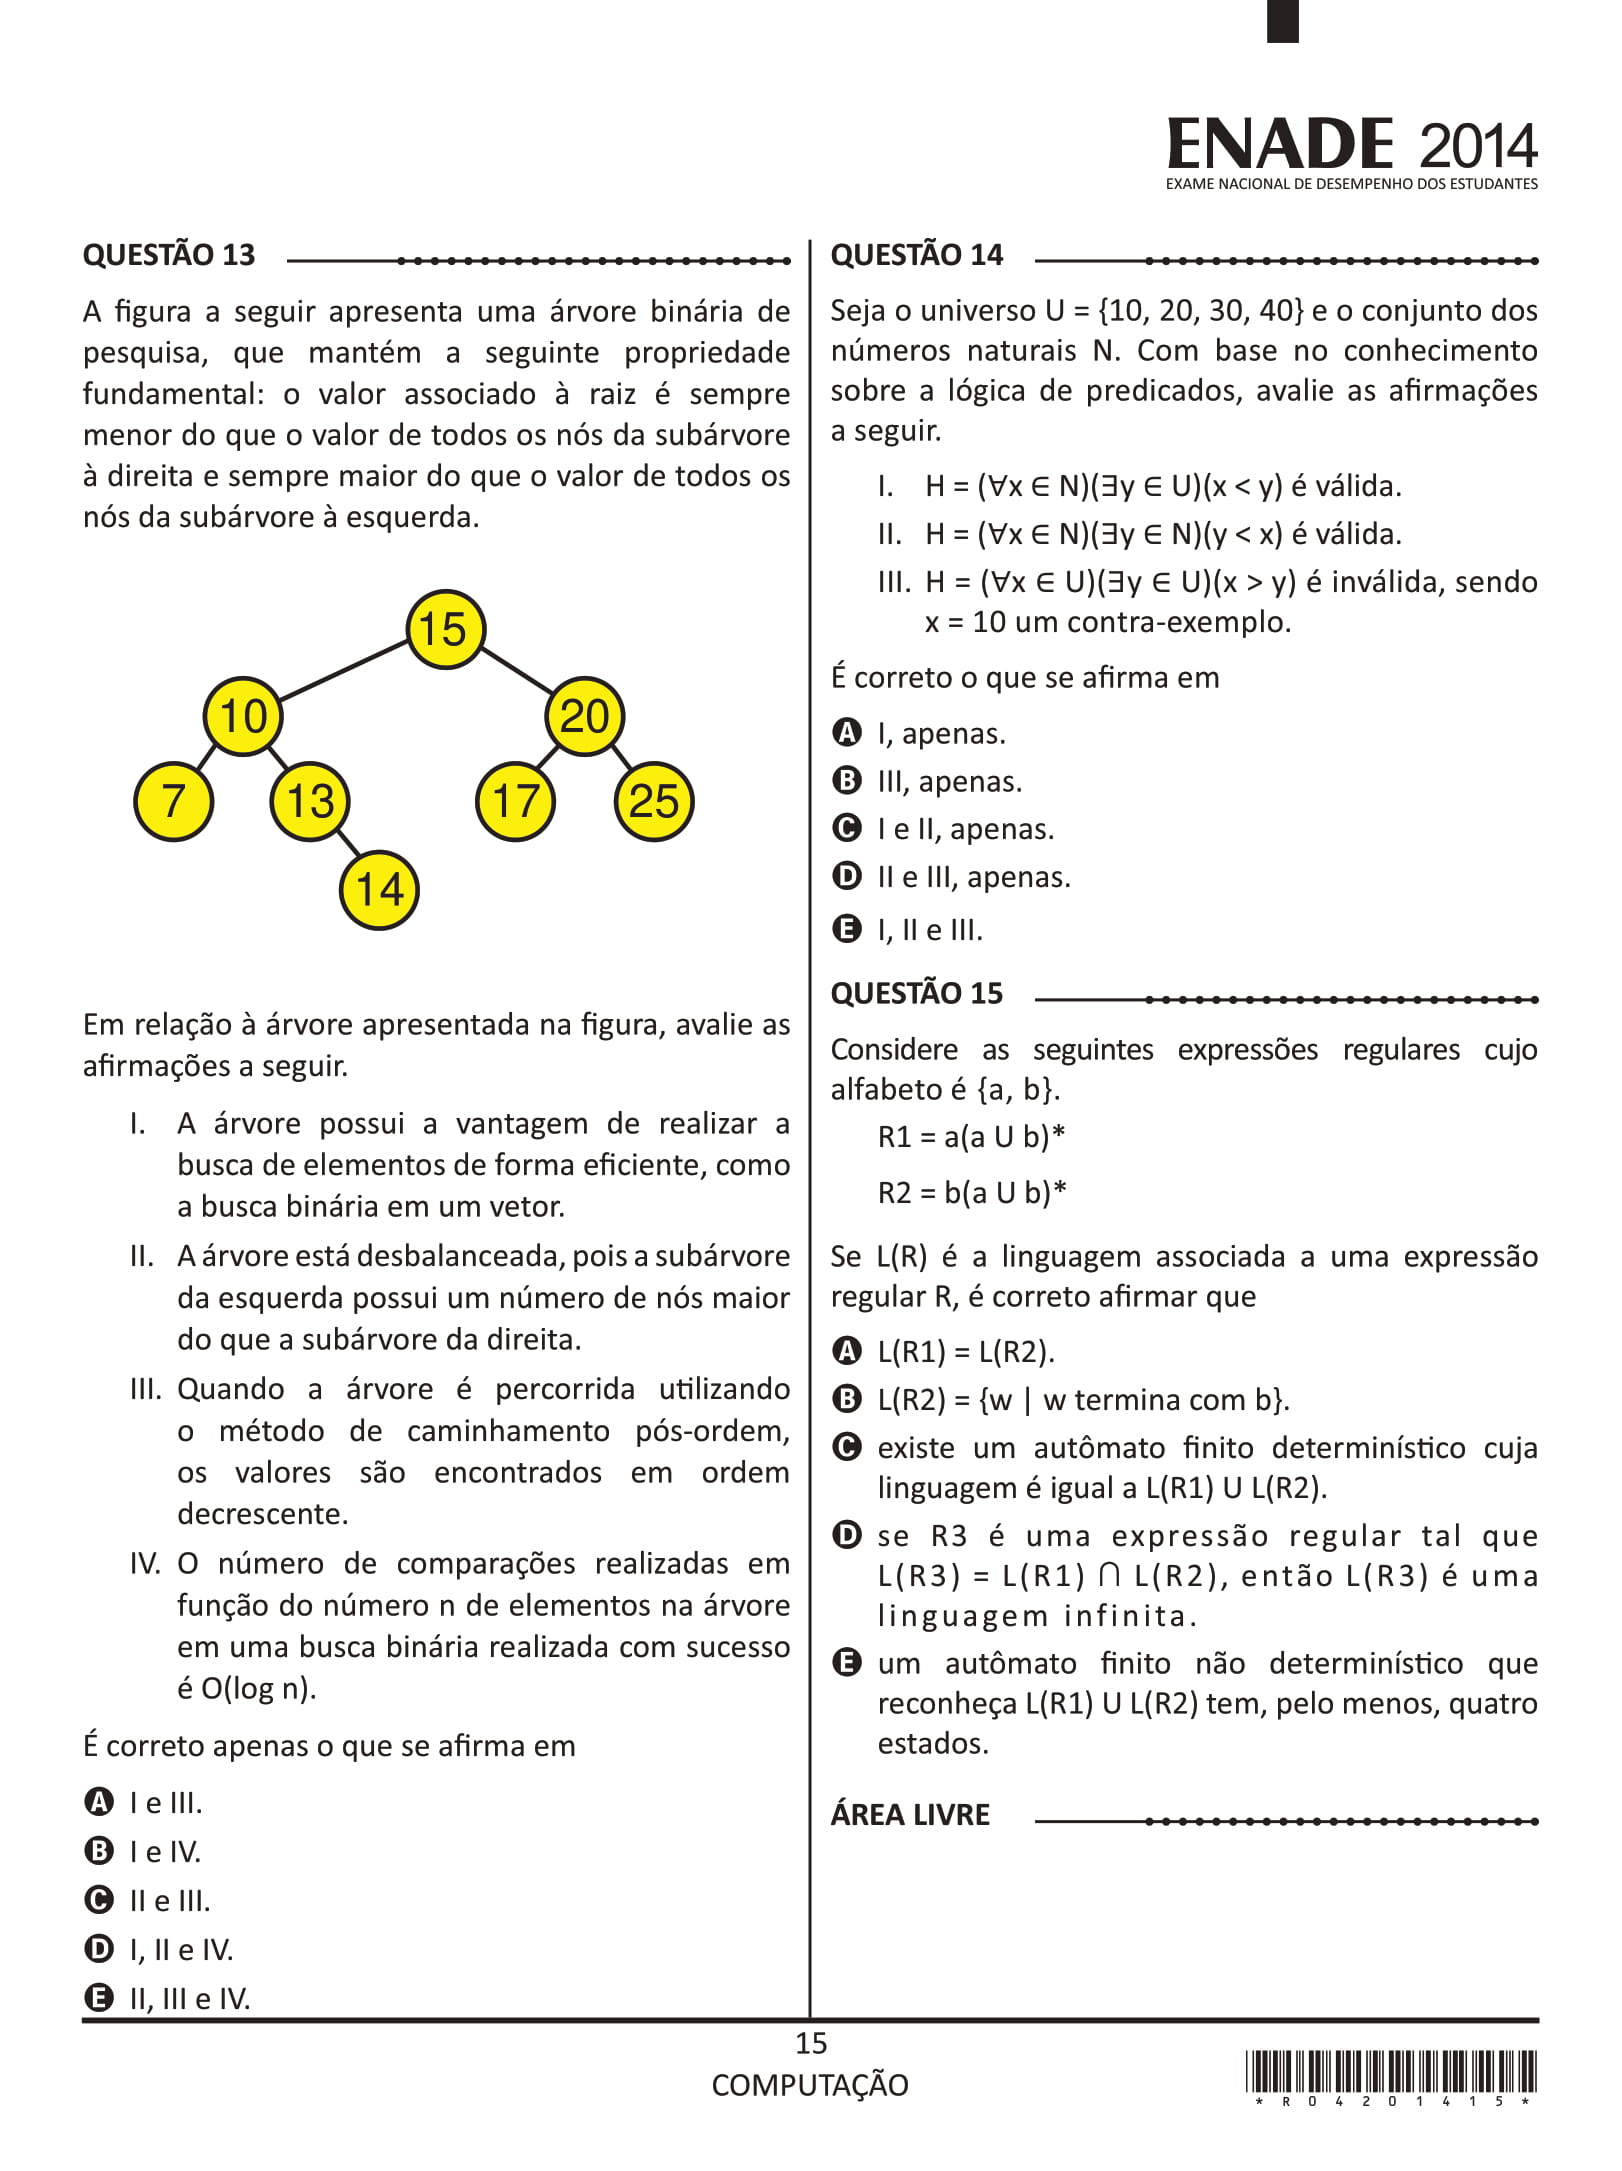 ENADE 2014
EXAME NACIONAL DE DESEMPENHO DOS ESTUDANTES
QUESTÃO 13
A figura a seguir apresenta uma árvore binária de
pesquisa, que mantém a seguinte propriedade
fundamental: o valor associado à raiz é sempre
menor do que o valor de todos os nós da subárvore
à direita e sempre maior do que o valor de todos os
nós da subárvore à esquerda.
15
10
20
7
13
17
25
14
Em relação à árvore apresentada na figura, avalie as
afirmações a seguir.
I. A árvore possui a vantagem de realizar a
busca de elementos de forma eficiente, como
a busca binária em um vetor.
II. A árvore está desbalanceada, pois a subárvore
da esquerda possui um número de nós maior
do que a subárvore da direita.
III. Quando a árvore é percorrida utilizando
o método de caminhamento pós-ordem,
os valores são encontrados em ordem
decrescente.
IV. O número de comparações realizadas em
função do número n de elementos na árvore
em uma busca binária realizada com sucesso
é O(log n).
É correto apenas o que se afirma em
A I e III.
B I e IV.
C II e III.
D I, II e IV.
E II, III e IV.
QUESTÃO 14
Seja o universo U = {10, 20, 30, 40} e o conjunto dos
números naturais N. Com base no conhecimento
sobre a lógica de predicados, avalie as afirmações
a seguir.
I. H = (∀x ∈ N)(∃y ∈ U)(x < y) é válida.
II. H = (∀x ∈ N)(∃y ∈ N)(y < x) é válida.
III. H = (∀x ∈ U)(∃y ∈ U)(x > y) é inválida, sendo
x = 10 um contra-exemplo.
É correto o que se afirma em
A I, apenas.
B III, apenas.
C I e II, apenas.
D II e III, apenas.
E I, II e III.
QUESTÃO 15
Considere as seguintes expressões regulares cujo
alfabeto é {a, b}.
R1 = a(a U b)*
R2 = b(a U b)*
Se L(R) é a linguagem associada a uma expressão
regular R, é correto afirmar que
A L(R1) = L(R2).
B L(R2) = {w | w termina com b}.
C existe um autômato finito determinístico cuja
linguagem é igual a L(R1) U L(R2).
D se R3 é uma expressão regular tal que
L(R3) = L(R1) ∩ L(R2), então L(R3) é uma
linguagem infinita.
E um autômato finito não determinístico que
reconheça L(R1) U L(R2) tem, pelo menos, quatro
estados.
ÁREA LIVRE
15
COMPUTAÇÃO
* R 0 4 2 0 1 4 1 5 *